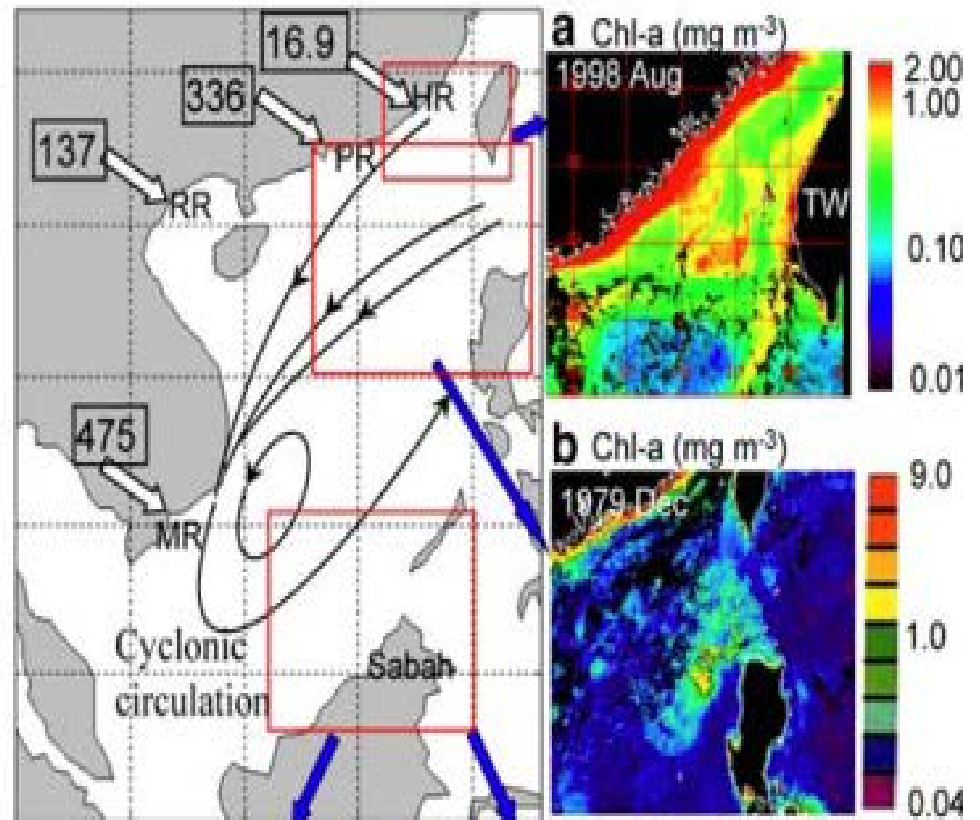 16.9
HR
336
PR
137
RR
475
MR
Cyclonic
circulation
Sabah
a Chl-a (mg m-3)
1998 Aug
TW
2.00
1.00
0.10
0.01
b Chl-a (mg m-3)
1979 Dec
9.0
1.0
0.04